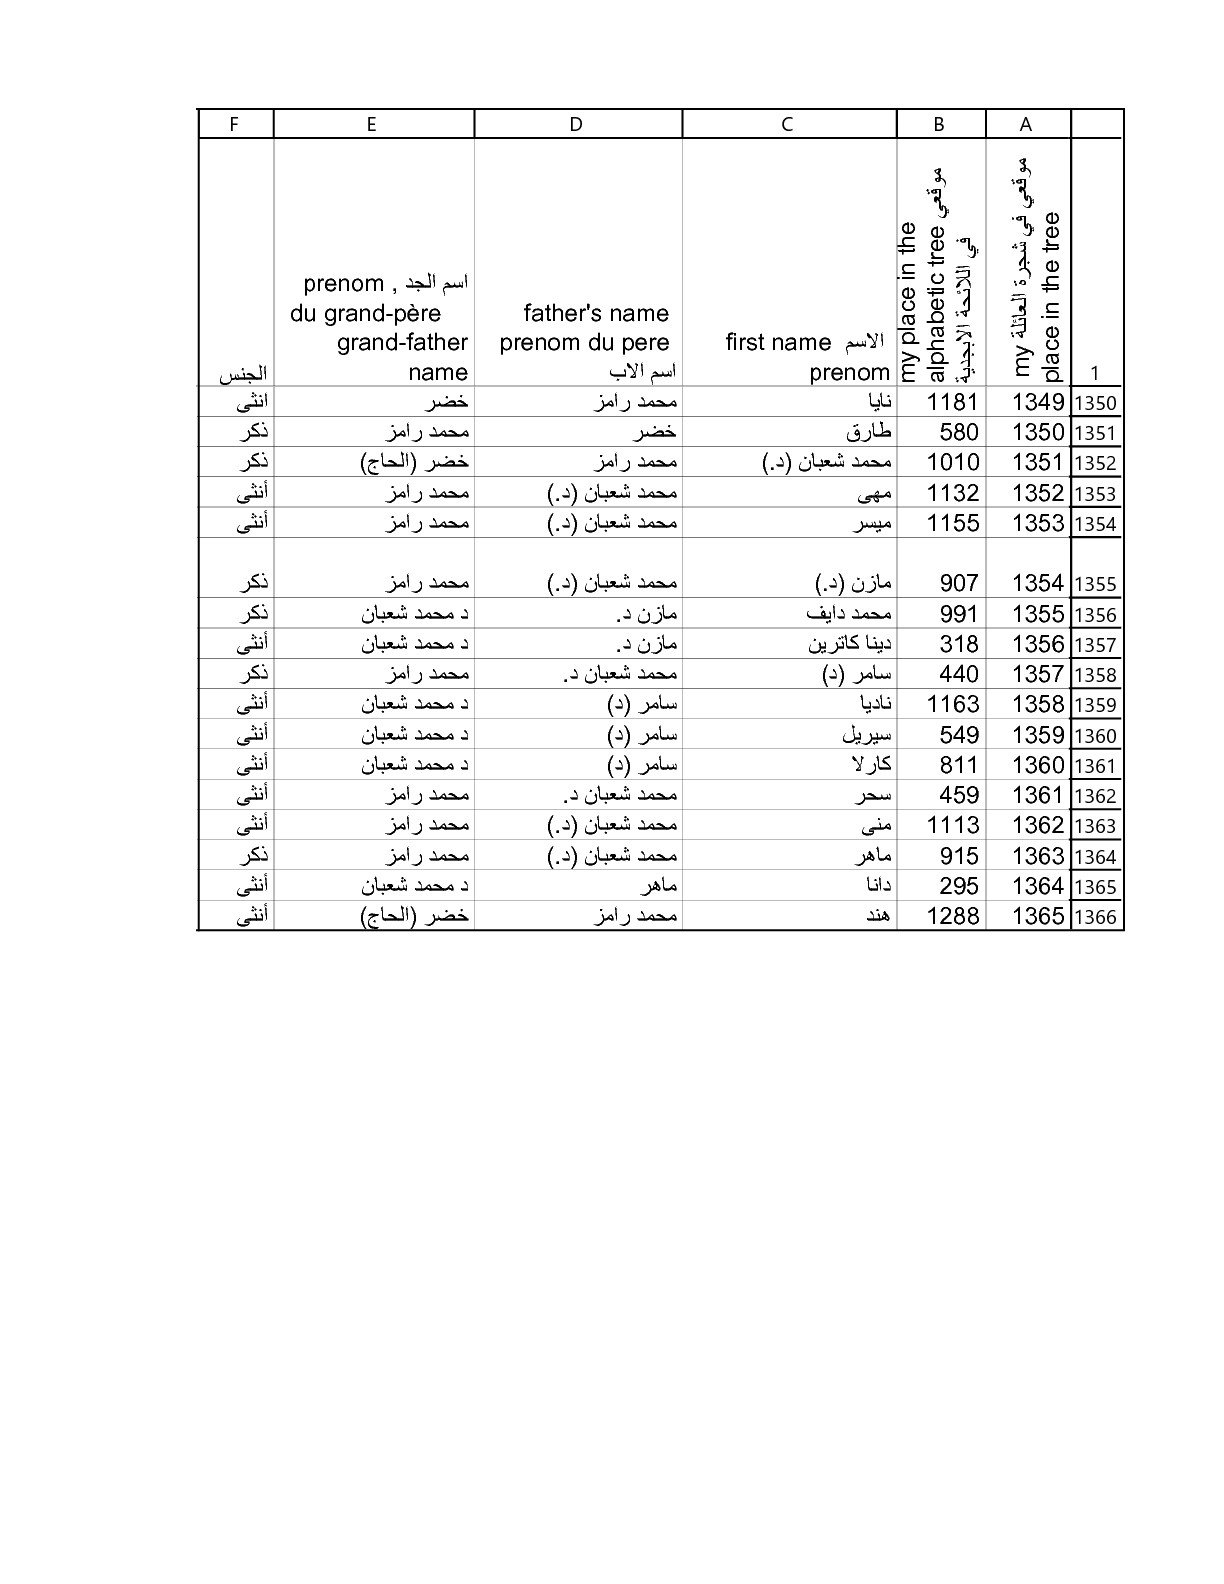 A B C D E F
1 موقعي في شجرة العائلة my place in the tree
my place in the alphabetic tree موقعي في اللائحة الابجدية
first name الاسم
prenom
father's name
prenom du pere
اسم الاب
اسم الجد , prenom
du grand-père
grand-father
name
الجنس
1350 1349 1181 نايا محمد رامز خضر انثى
1351 1350 580 طارق خضر محمد رامز ذكر
1352 1351 1010 محمد شعبان (د.) محمد رامز خضر (الحاج) ذكر
1353 1352 1132 مهى محمد شعبان (د.) محمد رامز أنثى
1354 1353 1155 ميسر محمد شعبان (د.) محمد رامز أنثى
1355 1354 907 مازن (د.) محمد شعبان (د.) محمد رامز ذكر
1356 1355 991 محمد دايف مازن د. د محمد شعبان ذكر
1357 1356 318 دينا كاترين مازن د. د محمد شعبان أنثى
1358 1357 440 سامر (د) محمد شعبان د. محمد رامز ذكر
1359 1358 1163 ناديا سامر (د) د محمد شعبان أنثى
1360 1359 549 سيريل سامر (د) د محمد شعبان أنثى
1361 1360 811 كارلا سامر (د) د محمد شعبان أنثى
1362 1361 459 سحر محمد شعبان د. محمد رامز أنثى
1363 1362 1113 منى محمد شعبان (د.) محمد رامز أنثى
1364 1363 915 ماهر محمد شعبان (د.) محمد رامز ذكر
1365 1364 295 دانا ماهر د محمد شعبان أنثى
1366 1365 1288 هند محمد رامز خضر (الحاج) أنثى